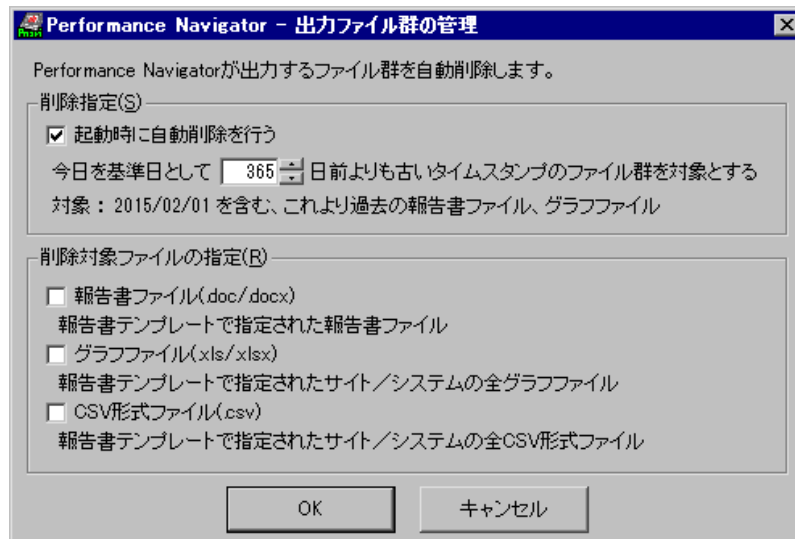 Performance Navigator - 出力ファイル群の管理
Performance Navigatorが出力するファイル群を自動削除します。
削除指定(S)
起動時に自動削除を行う
今日を基準日として 365 日前よりも古いタイムスタンプのファイル群を対象とする
対象： 2015/02/01 を含む、これより過去の報告書ファイル、グラフファイル
削除対象ファイルの指定(R)
報告書ファイル(.doc/.docx)
報告書テンプレートで指定された報告書ファイル
グラフファイル(.xls/.xlsx)
報告書テンプレートで指定されたサイト／システムの全グラフファイル
CSV形式ファイル(.csv)
報告書テンプレートで指定されたサイト／システムの全CSV形式ファイル
OK キャンセル